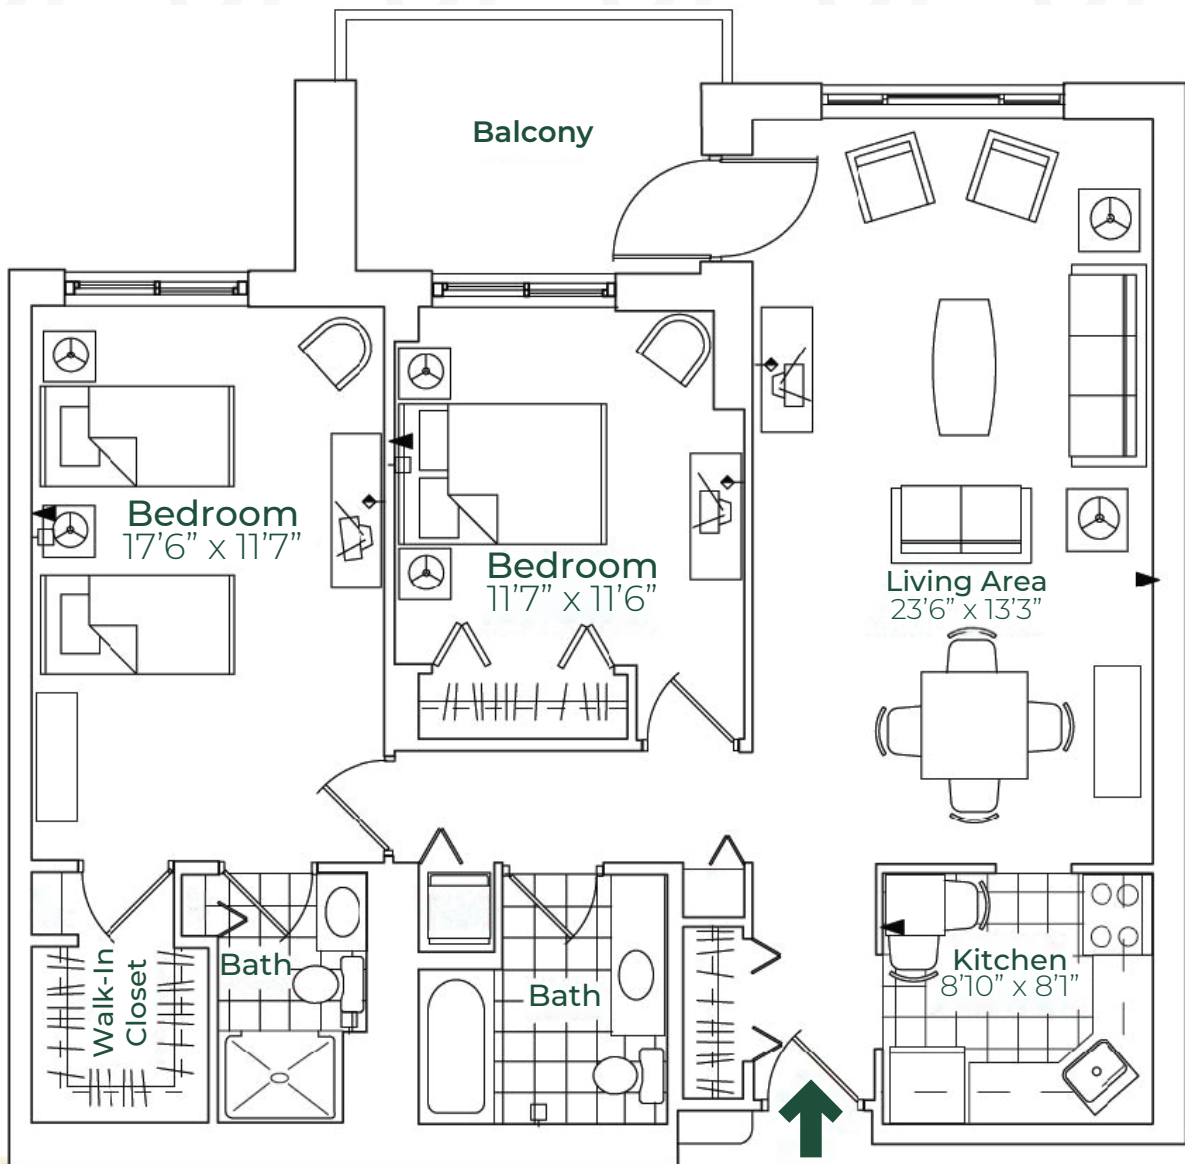 Balcony
Bedroom
17’6” x 11’7”
Bedroom
11’7” x 11’6”
Living Area
23’6” x 13’3”
Walk-In
Closet
Bath
Bath
Kitchen
8’10” x 8’1”